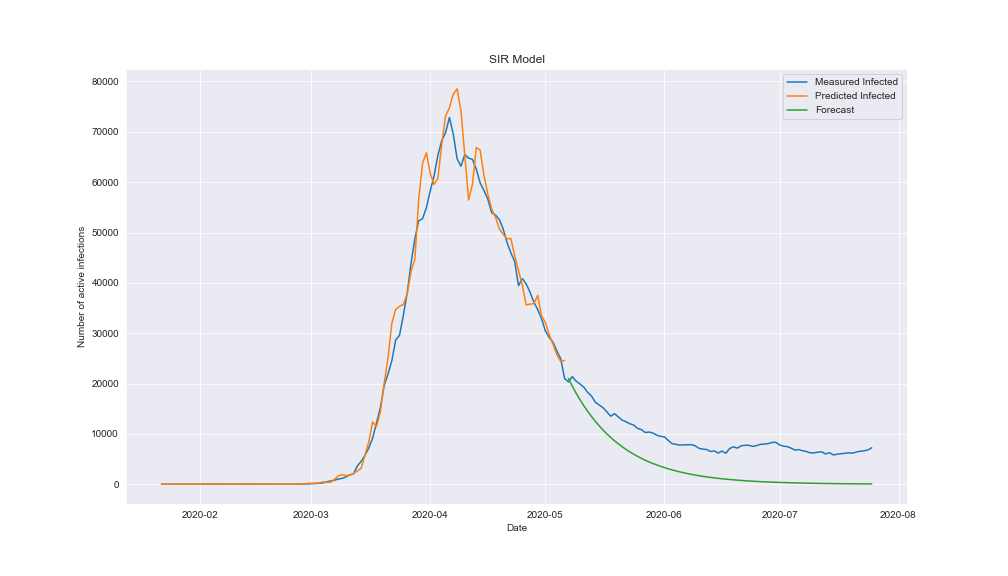 SIR Model
Measured Infected
Predicted Infected
Forecast
Number of active infections
80000
70000
60000
50000
40000
30000
20000
10000
0
2020-02 2020-03 2020-04 2020-05 2020-06 2020-07 2020-08
Date